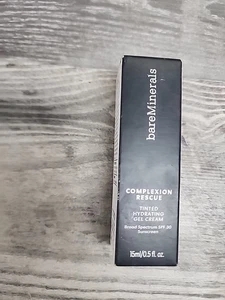 bareMinerals
COMPLEXION
RESCUE
TINTED
HYDRATING
GEL CREAM
Broad Spectrum SPF 30
Sunscreen
15ml/0.5 fl. oz.